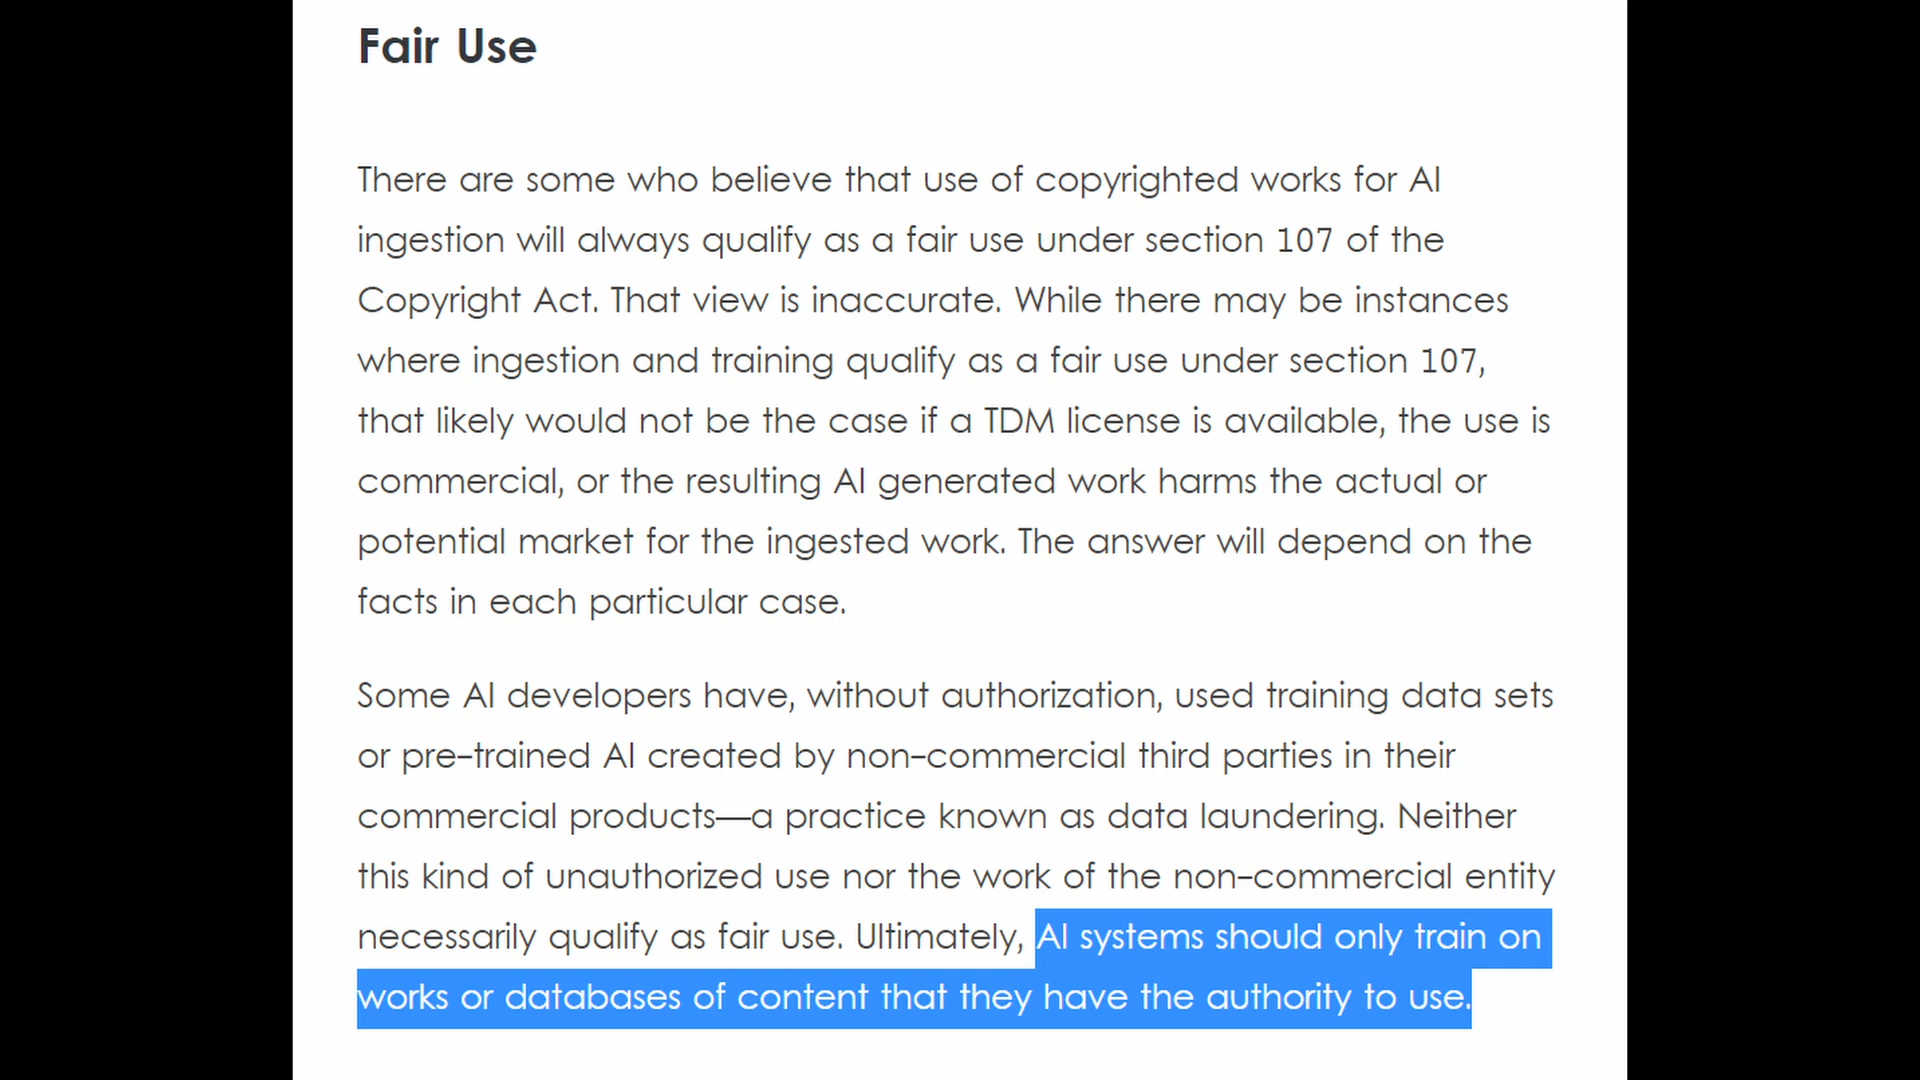 Fair Use
There are some who believe that use of copyrighted works for AI
ingestion will always qualify as a fair use under section 107 of the
Copyright Act. That view is inaccurate. While there may be instances
where ingestion and training qualify as a fair use under section 107,
that likely would not be the case if a TDM license is available, the use is
commercial, or the resulting AI generated work harms the actual or
potential market for the ingested work. The answer will depend on the
facts in each particular case.
Some AI developers have, without authorization, used training data sets
or pre-trained AI created by non-commercial third parties in their
commercial products—a practice known as data laundering. Neither
this kind of unauthorized use nor the work of the non-commercial entity
necessarily qualify as fair use. Ultimately, AI systems should only train on
works or databases of content that they have the authority to use.